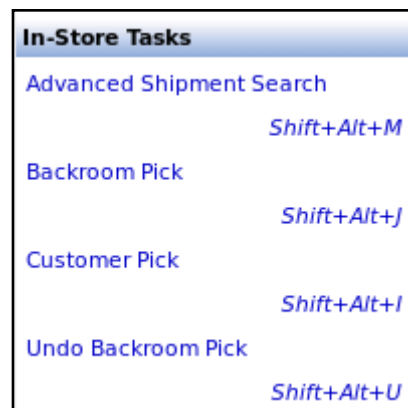 In-Store Tasks
Advanced Shipment Search
Shift+Alt+M
Backroom Pick
Shift+Alt+J
Customer Pick
Shift+Alt+I
Undo Backroom Pick
Shift+Alt+U